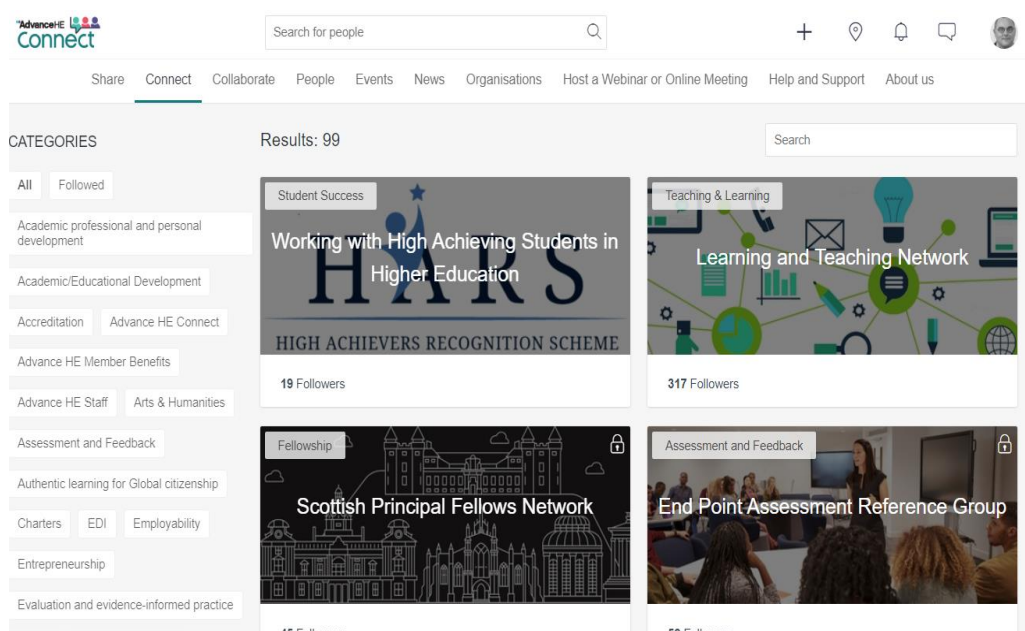 AdvanceHE
Connect
Search for people
Share Connect Collaborate People Events News Organisations Host a Webinar or Online Meeting Help and Support About us
CATEGORIES
All Followed
Academic professional and personal
development
Academic/Educational Development
Accreditation Advance HE Connect
Advance HE Member Benefits
Advance HE Staff Arts & Humanities
Assessment and Feedback
Authentic learning for Global citizenship
Charters EDI Employability
Entrepreneurship
Evaluation and evidence-informed practice
Results: 99
Search
Student Success
Working with High Achieving Students in
Higher Education
HARS
HIGH ACHIEVERS RECOGNITION SCHEME
19 Followers
Teaching & Learning
Learning and Teaching Network
317 Followers
Fellowship
Scottish Principal Fellows Network
Assessment and Feedback
End Point Assessment Reference Group